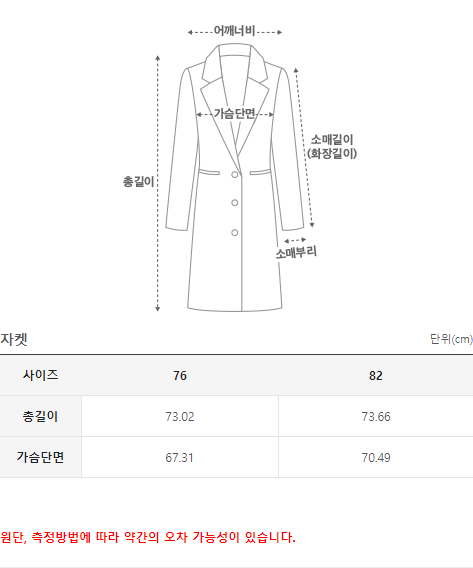 어깨너비
가슴단면
소매길이
(화장길이)
총길이
소매부리
자켓 단위(cm)
사이즈 76 82
총길이 73.02 73.66
가슴단면 67.31 70.49
원단, 측정방법에 따라 약간의 오차 가능성이 있습니다.